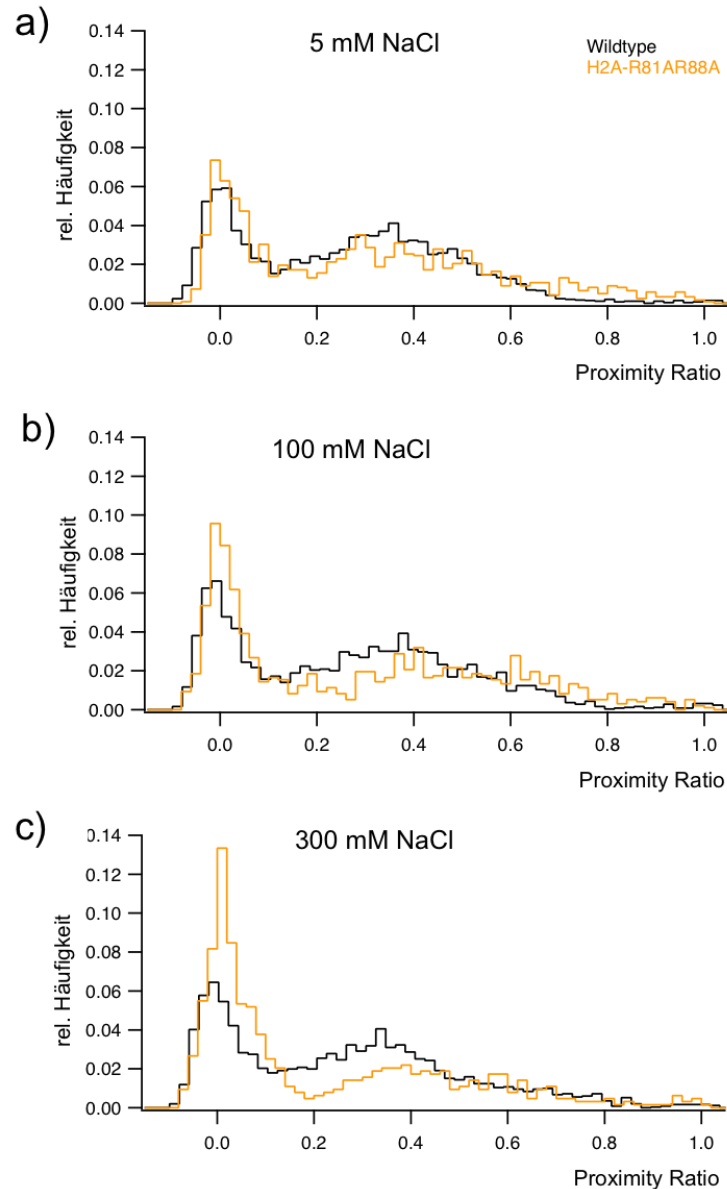 a)
5 mM NaCl
Wildtype
H2A-R81AR88A
rel. Häufigkeit
0.14
0.12
0.10
0.08
0.06
0.04
0.02
0.00
0.0 0.2 0.4 0.6 0.8 1.0
Proximity Ratio
b)
100 mM NaCl
rel. Häufigkeit
0.14
0.12
0.10
0.08
0.06
0.04
0.02
0.00
0.0 0.2 0.4 0.6 0.8 1.0
Proximity Ratio
c)
300 mM NaCl
rel. Häufigkeit
0.14
0.12
0.10
0.08
0.06
0.04
0.02
0.00
0.0 0.2 0.4 0.6 0.8 1.0
Proximity Ratio